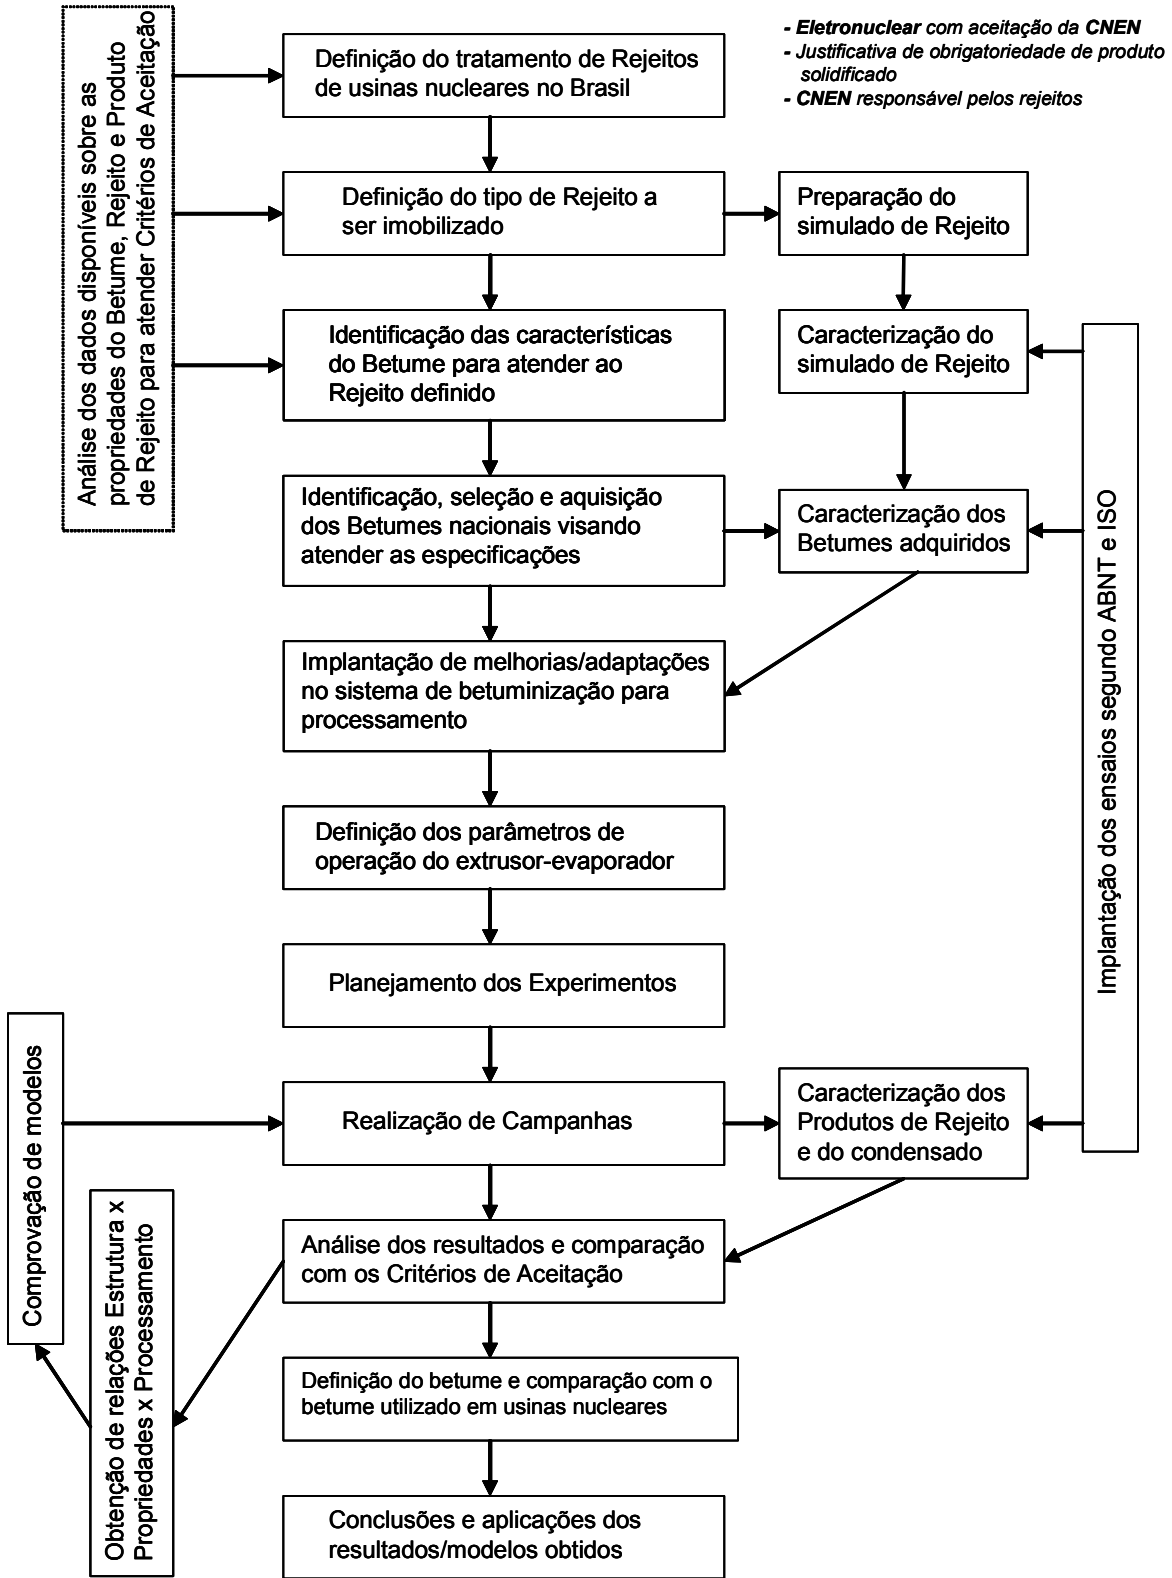 Análise dos dados disponíveis sobre as
propriedades do Betume, Rejeito e Produto
de Rejeito para atender Critérios de Aceitação
Definição do tratamento de Rejeitos
de usinas nucleares no Brasil
- Eletronuclear com aceitação da CNEN
- Justificativa de obrigatoriedade de produto
solidificado
- CNEN responsável pelos rejeitos
Definição do tipo de Rejeito a
ser imobilizado
Preparação do
simulado de Rejeito
Identificação das características
do Betume para atender ao
Rejeito definido
Caracterização do
simulado de Rejeito
Identificação, seleção e aquisição
dos Betumes nacionais visando
atender as especificações
Caracterização dos
Betumes adquiridos
Implantação dos ensaios segundo ABNT e ISO
Implantação de melhorias/adaptações
no sistema de betuminização para
processamento
Definição dos parâmetros de
operação do extrusor-evaporador
Planejamento dos Experimentos
Comprovação de modelos
Realização de Campanhas
Caracterização dos
Produtos de Rejeito
e do condensado
Obtenção de relações Estrutura x
Propriedades x Processamento
Análise dos resultados e comparação
com os Critérios de Aceitação
Definição do betume e comparação com o
betume utilizado em usinas nucleares
Conclusões e aplicações dos
resultados/modelos obtidos